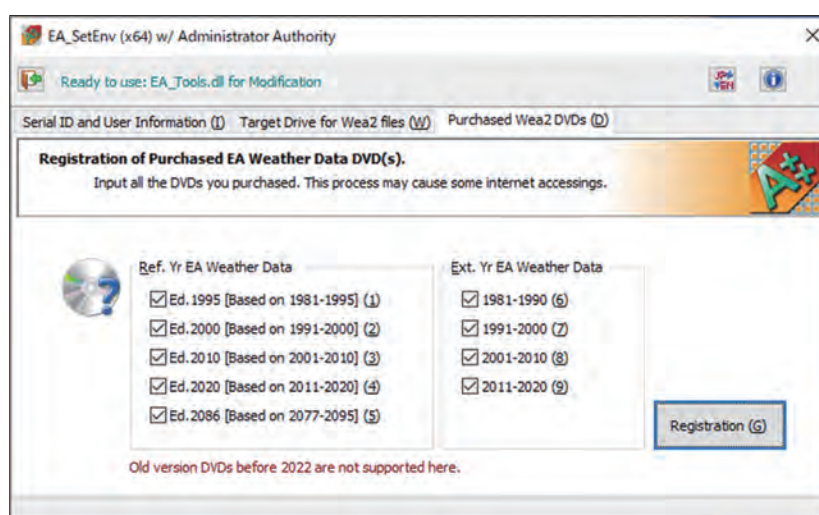 EA_SetEnv (x64) w/ Administrator Authority
Ready to use: EA_Tools.dll for Modification
JP
EN
Serial ID and User Information (I) Target Drive for Wea2 files (W) Purchased Wea2 DVDs (D)
Registration of Purchased EA Weather Data DVD(s).
Input all the DVDs you purchased. This process may cause some internet accessings.
A++
Ref. Yr EA Weather Data
Ed.1995 [Based on 1981-1995] (1)
Ed.2000 [Based on 1991-2000] (2)
Ed.2010 [Based on 2001-2010] (3)
Ed.2020 [Based on 2011-2020] (4)
Ed.2086 [Based on 2077-2095] (5)
Ext. Yr EA Weather Data
1981-1990 (6)
1991-2000 (7)
2001-2010 (8)
2011-2020 (9)
Registration (G)
Old version DVDs before 2022 are not supported here.